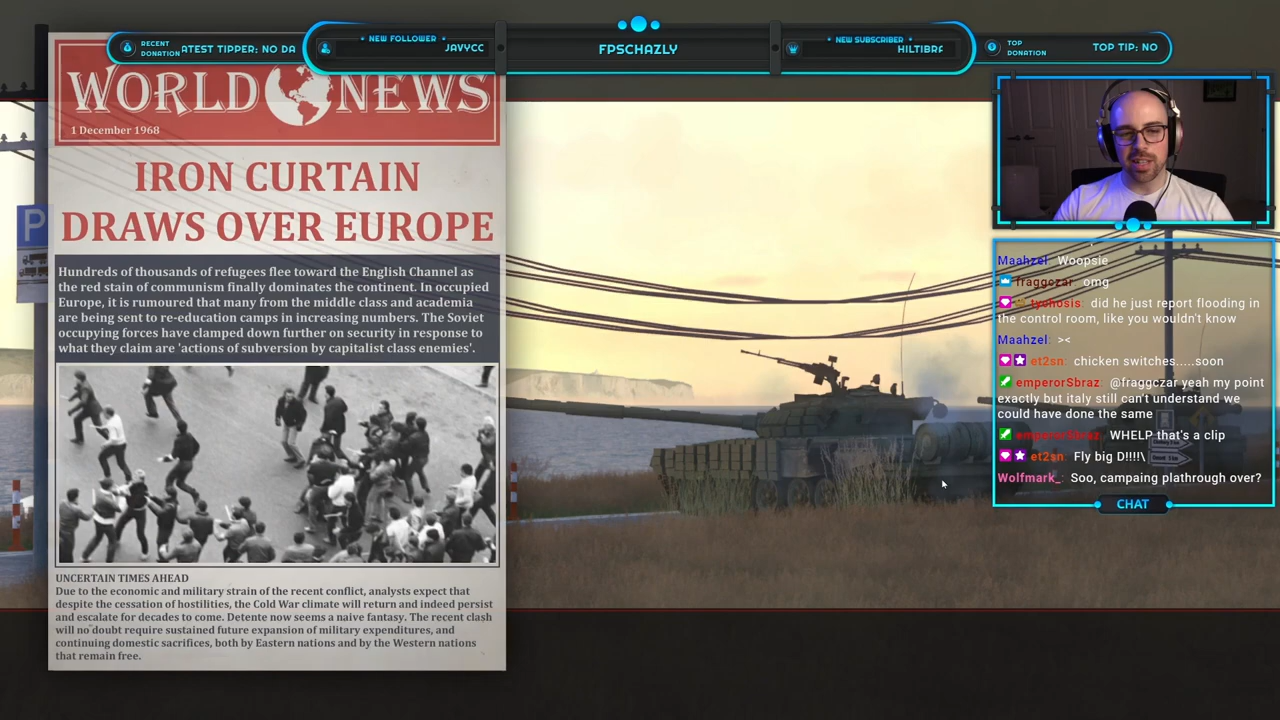 RECENT DONATION
ATEST TIPPER: NO DA
NEW FOLLOWER
JAVYCC
FPSCHAZLY
NEW SUBSCRIBER
HILTIBRA
TOP DONATION
TOP TIP: NO
WORLD NEWS
1 December 1968
IRON CURTAIN
DRAWS OVER EUROPE
Hundreds of thousands of refugees flee toward the English Channel as
the red stain of communism finally dominates the continent. In occupied
Europe, it is rumoured that many from the middle class and academia
are being sent to re-education camps in increasing numbers. The Soviet
occupying forces have clamped down further on security in response to
what they claim are 'actions of subversion by capitalist class enemies'.
UNCERTAIN TIMES AHEAD
Due to the economic and military strain of the recent conflict, analysts expect that
despite the cessation of hostilities, the Cold War climate will return and indeed persist
and escalate for decades to come. Detente now seems a naive fantasy. The recent clash
will no doubt require sustained future expansion of military expenditures, and
continuing domestic sacrifices, both by Eastern nations and by the Western nations
that remain free.
P
Maahzel: Woopsie
fraggczar: omg
tychosis: did he just report flooding in
the control room, like you wouldn't know
Maahzel: ><
et2sn: chicken switches.....soon
emperorSbraz: @fraggczar yeah my point
exactly but italy still can't understand we
could have done the same
emperorSbraz: WHELP that's a clip
et2sn: Fly big D!!!!\
Wolfmark_: Soo, campaing plathrough over?
CHAT